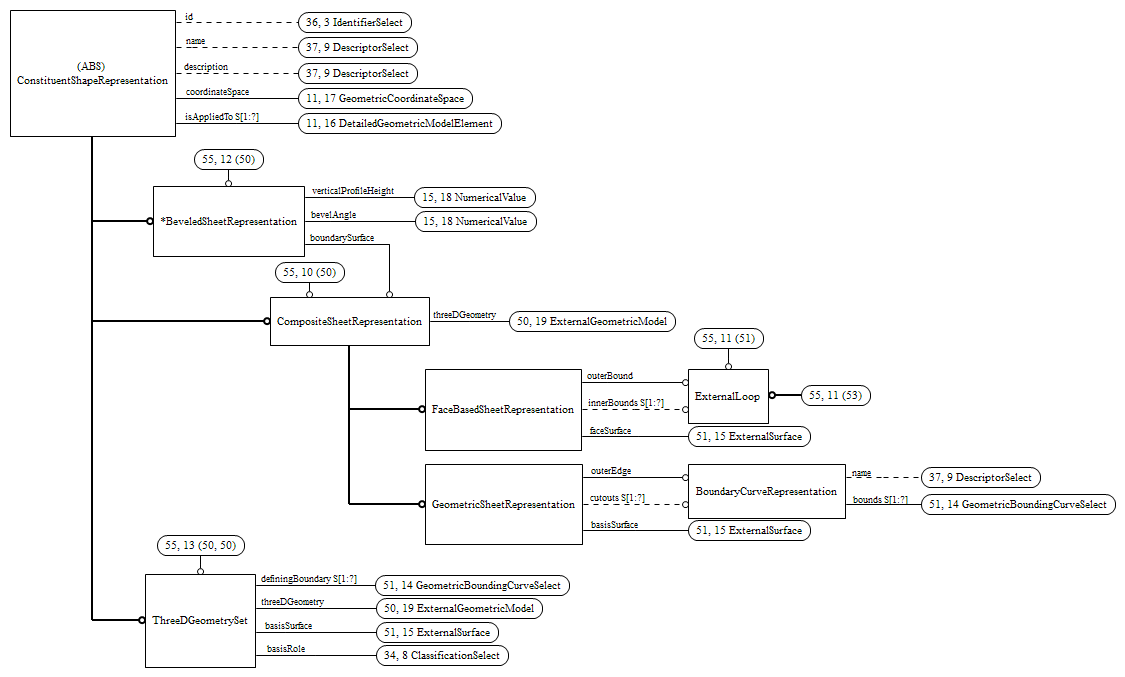 id
36, 3 IdentifierSelect
name
37, 9 DescriptorSelect
(ABS)
ConstituentShapeRepresentation
description
37, 9 DescriptorSelect
coordinateSpace
11, 17 GeometricCoordinateSpace
isAppliedTo S[1:?]
11, 16 DetailedGeometricModelElement
55, 12 (50)
*BeveledSheetRepresentation
verticalProfileHeight
15, 18 NumericalValue
bevelAngle
15, 18 NumericalValue
boundarySurface
55, 10 (50)
CompositeSheetRepresentation
threeDGeometry
50, 19 ExternalGeometricModel
55, 11 (51)
FaceBasedSheetRepresentation
outerBound
innerBounds S[1:?]
ExternalLoop
55, 11 (53)
faceSurface
51, 15 ExternalSurface
GeometricSheetRepresentation
outerEdge
cutouts S[1:?]
BoundaryCurveRepresentation
name
37, 9 DescriptorSelect
bounds S[1:?]
51, 14 GeometricBoundingCurveSelect
basisSurface
51, 15 ExternalSurface
55, 13 (50, 50)
ThreeDGeometrySet
definingBoundary S[1:?]
51, 14 GeometricBoundingCurveSelect
threeDGeometry
50, 19 ExternalGeometricModel
basisSurface
51, 15 ExternalSurface
basisRole
34, 8 ClassificationSelect